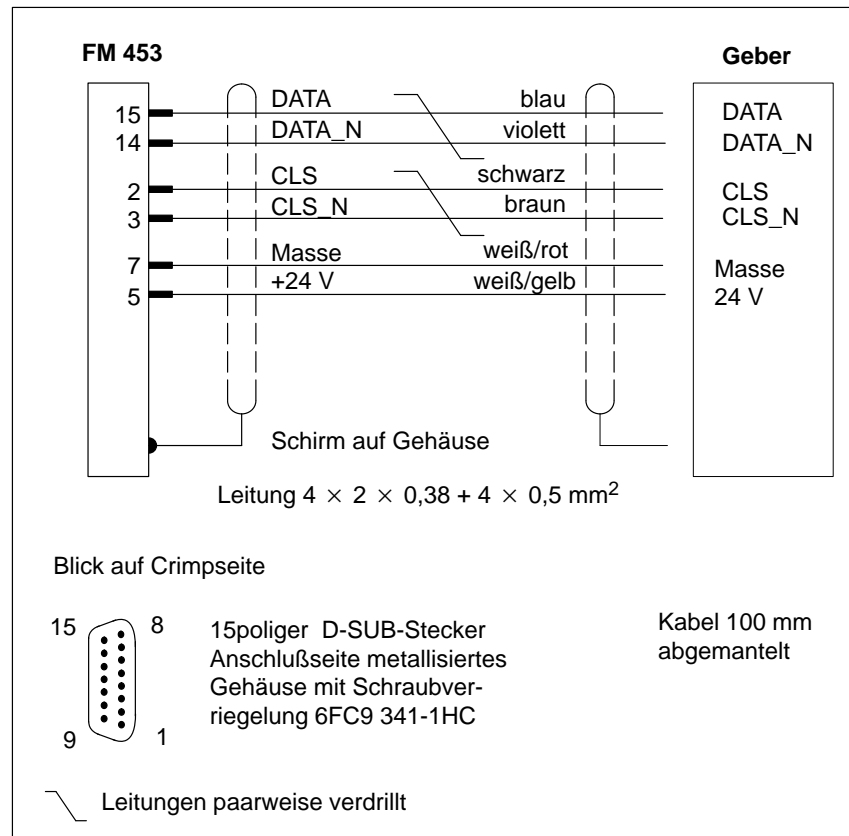 FM 453
Geber
15 DATA blau DATA
14 DATA_N violett DATA_N
2 CLS schwarz CLS
3 CLS_N braun CLS_N
7 Masse weiß/rot Masse
5 +24 V weiß/gelb 24 V
Schirm auf Gehäuse
Leitung 4 × 2 × 0,38 + 4 × 0,5 mm²
Blick auf Crimpseite
15 8
9 1
15poliger D-SUB-Stecker
Anschlußseite metallisiertes
Gehäuse mit Schraubver-
riegelung 6FC9 341-1HC
Kabel 100 mm
abgemantelt
Leitungen paarweise verdrillt